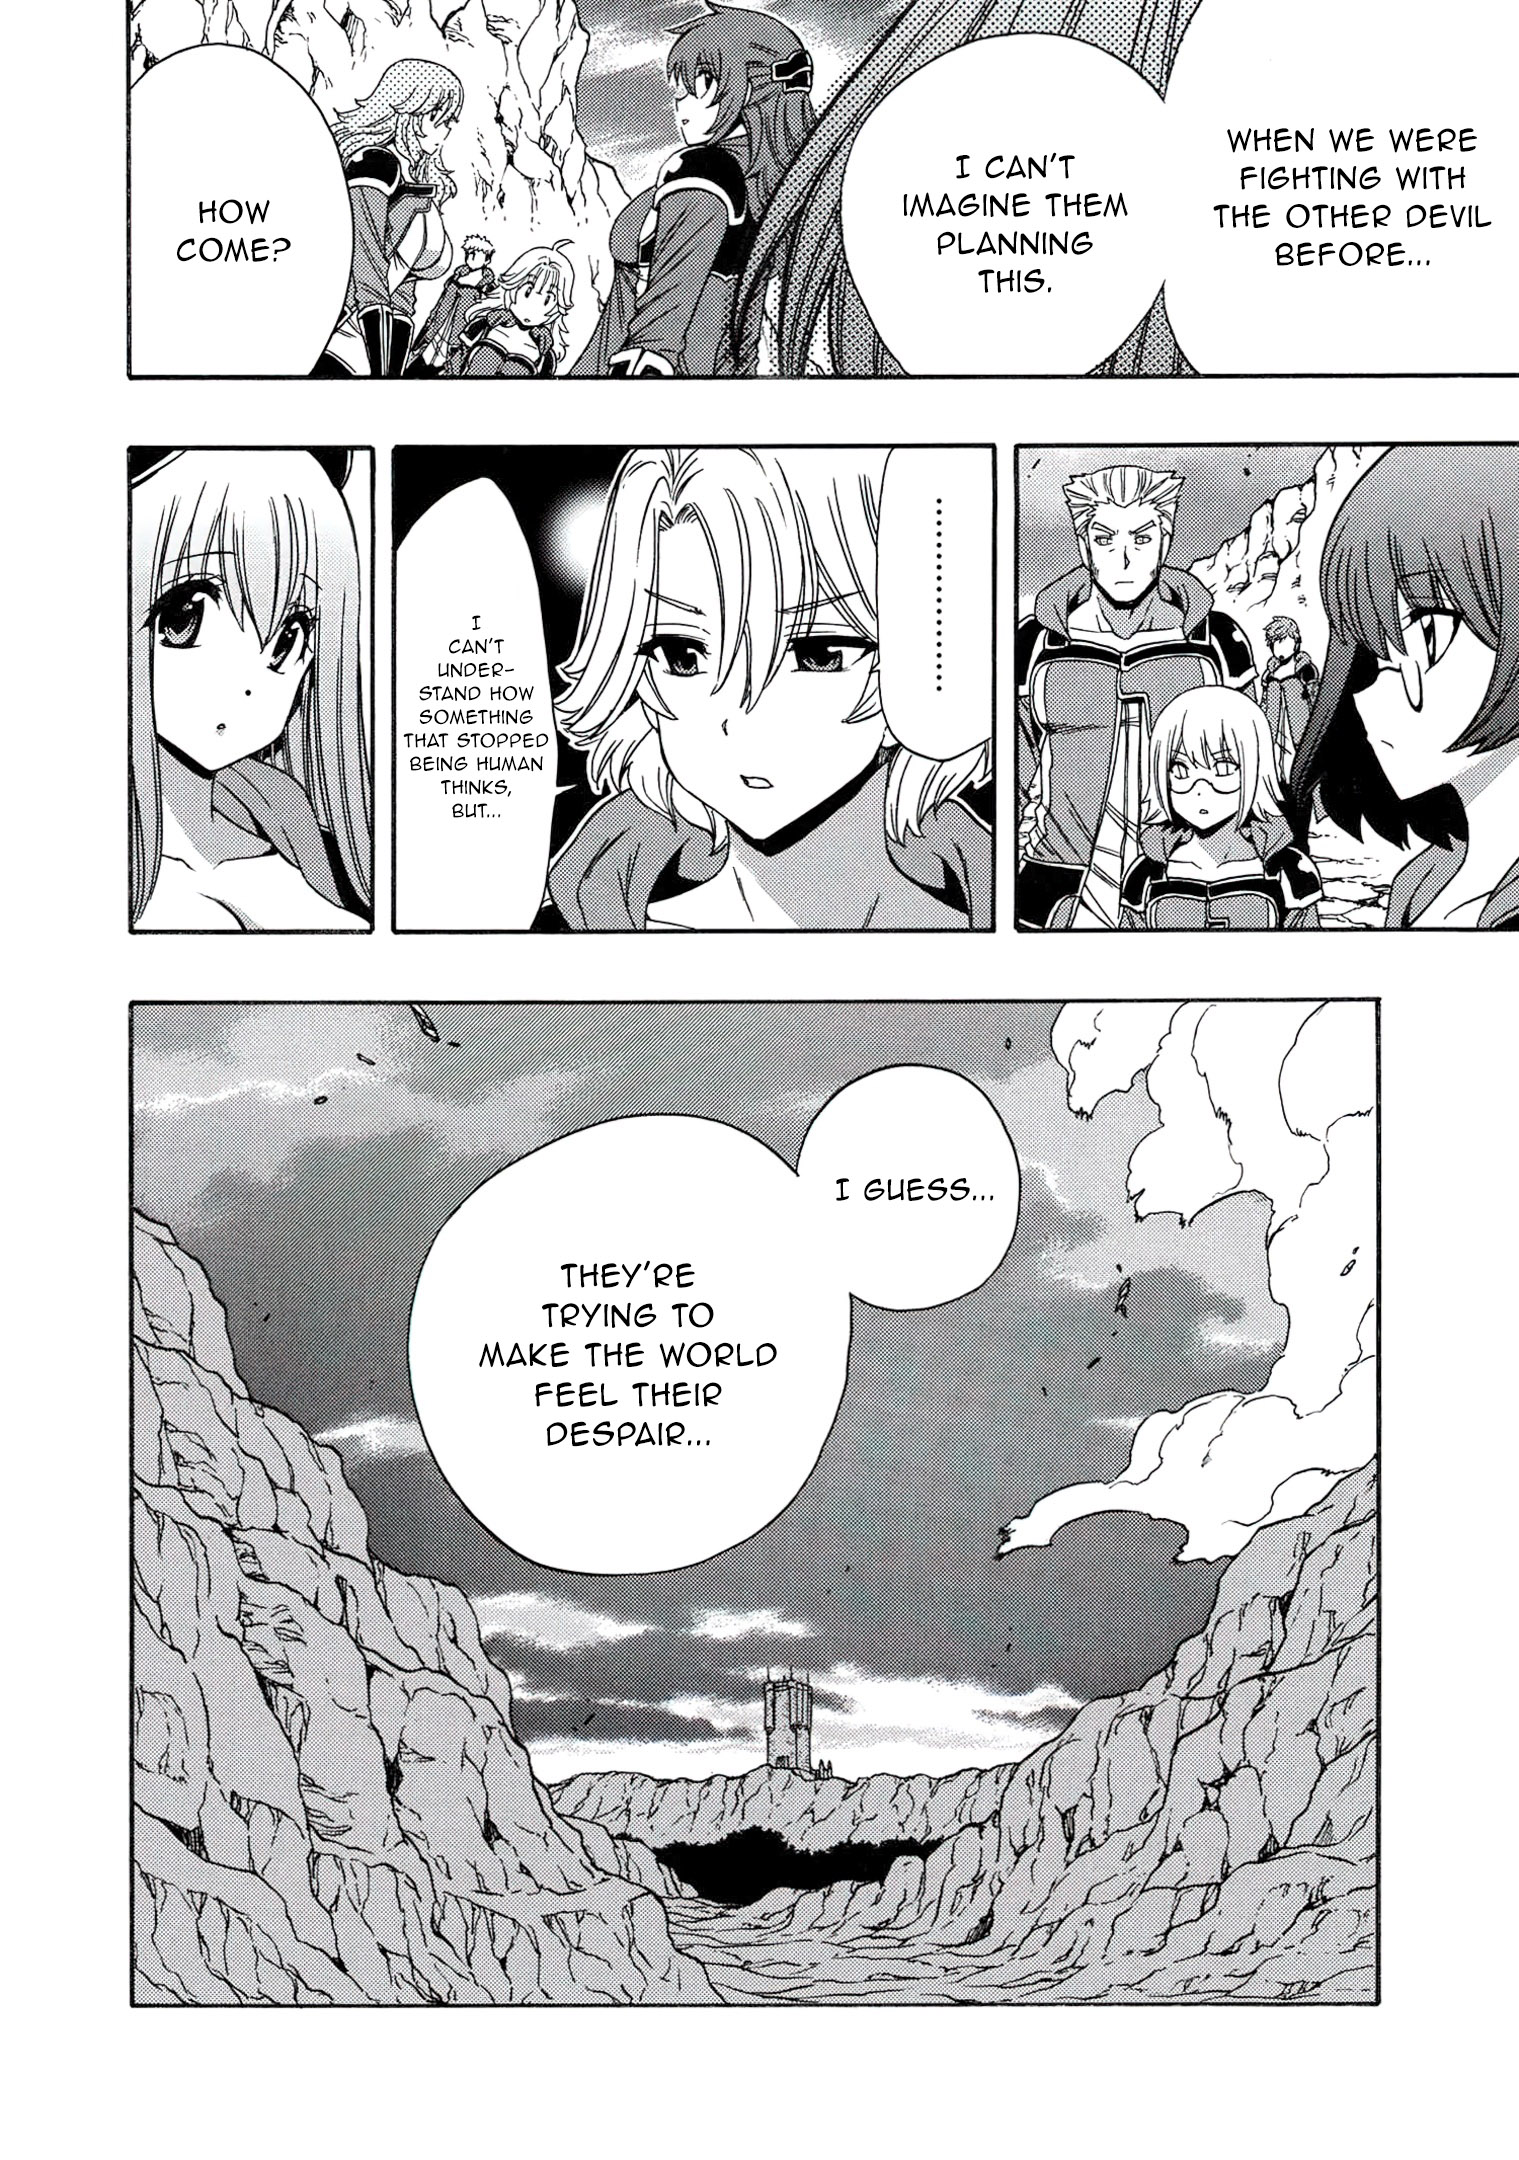 WHEN WE WERE
FIGHTING WITH
THE OTHER DEVIL
BEFORE...
I CAN'T
IMAGINE THEM
PLANNING
THIS.
HOW
COME?
..........
I
CAN'T
UNDER-
STAND HOW
SOMETHING
THAT STOPPED
BEING HUMAN
THINKS,
BUT...
I GUESS...
THEY'RE
TRYING TO
MAKE THE WORLD
FEEL THEIR
DESPAIR...